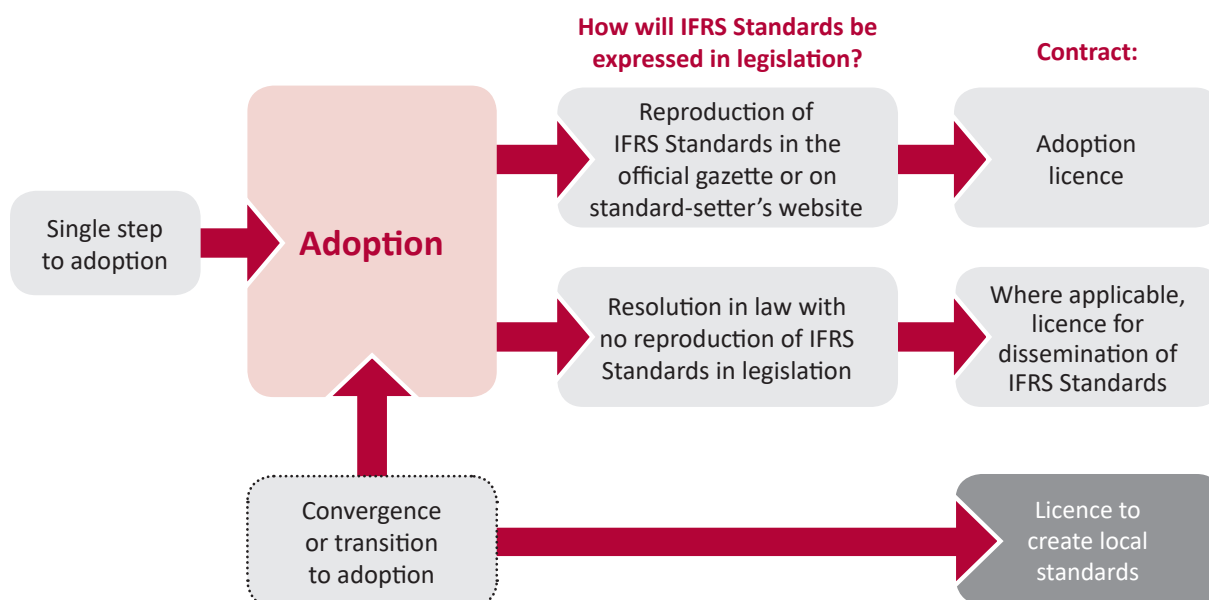 How will IFRS Standards be
expressed in legislation?
Contract:
Single step
to adoption
Adoption
Reproduction of
IFRS Standards in the
official gazette or on
standard-setter’s website
Adoption
licence
Resolution in law with
no reproduction of IFRS
Standards in legislation
Where applicable,
licence for
dissemination of
IFRS Standards
Convergence
or transition
to adoption
Licence to
create local
standards